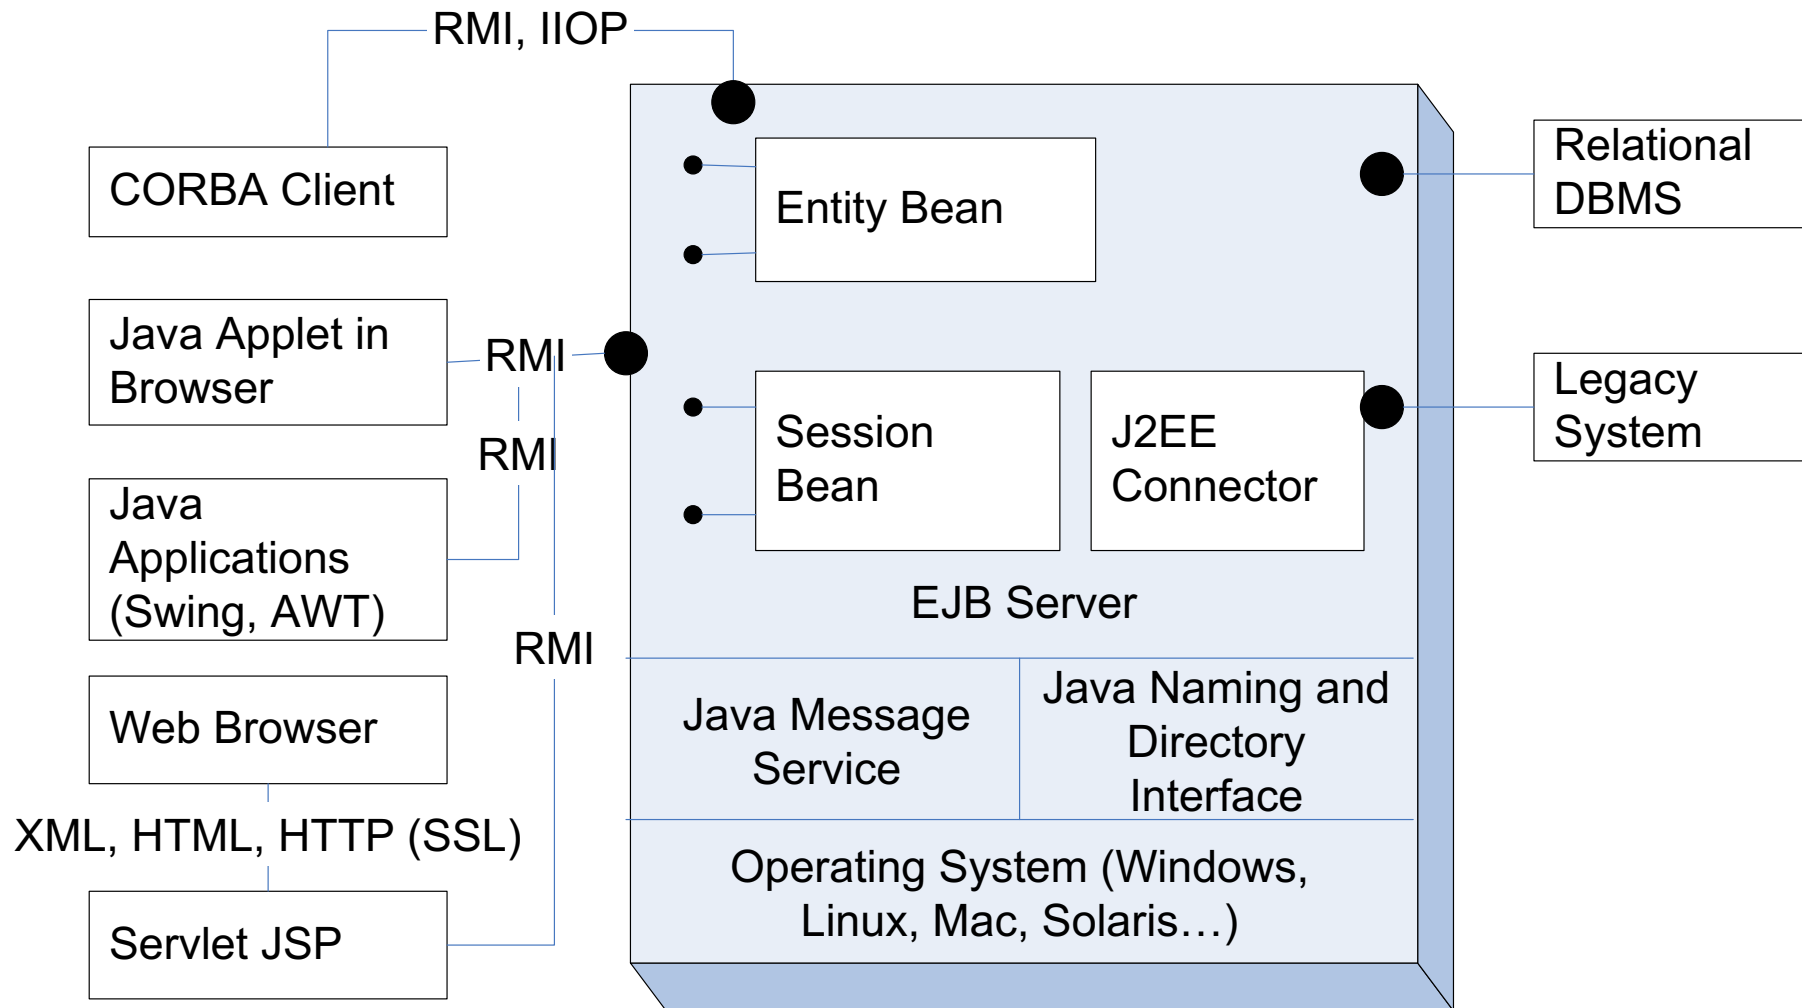 RMI, IIOP
CORBA Client
Java Applet in
Browser
RMI
RMI
Java
Applications
(Swing, AWT)
RMI
Web Browser
XML, HTML, HTTP (SSL)
Servlet JSP
Entity Bean
Session
Bean
J2EE
Connector
EJB Server
Java Message
Service
Java Naming and
Directory
Interface
Operating System (Windows,
Linux, Mac, Solaris…)
Relational
DBMS
Legacy
System